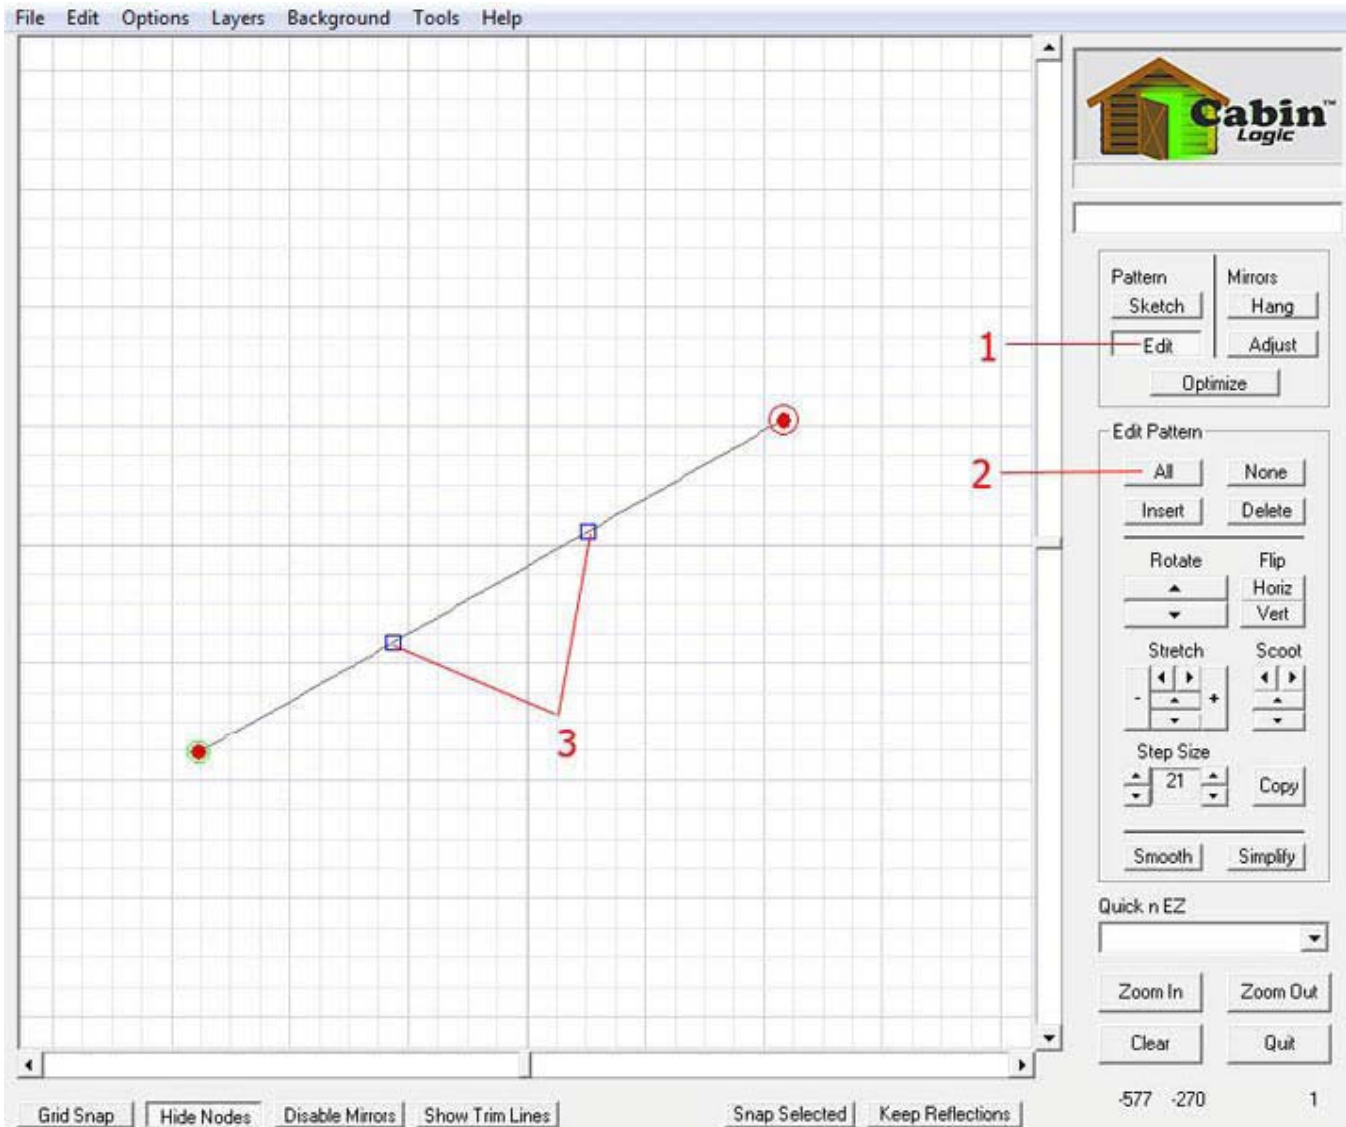 File Edit Options Layers Background Tools Help
Cabin™
Logic
Pattern Mirrors
Sketch Hang
1 Edit Adjust
Optimize
Edit Pattern
2 All None
Insert Delete
Rotate Flip
Horiz
Vert
Stretch Scoot
- +
3
Step Size
21 Copy
Smooth Simplify
Quick n EZ
Zoom In Zoom Out
Clear Quit
-577 -270 1
Grid Snap Hide Nodes Disable Mirrors Show Trim Lines Snap Selected Keep Reflections